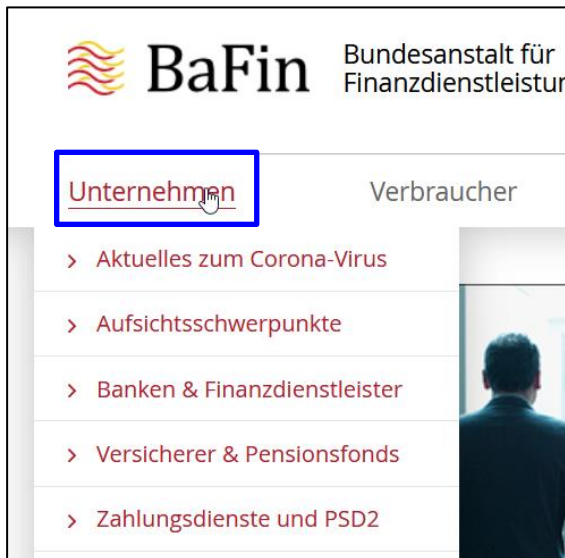 BaFin
Bundesanstalt für
Unternehmen
Verbraucher
Aktuelles zum Corona-Virus
Aufsichtsschwerpunkte
Banken & Finanzdienstleister
Versicherer & Pensionsfonds
Zahlungsdienste und PSD2